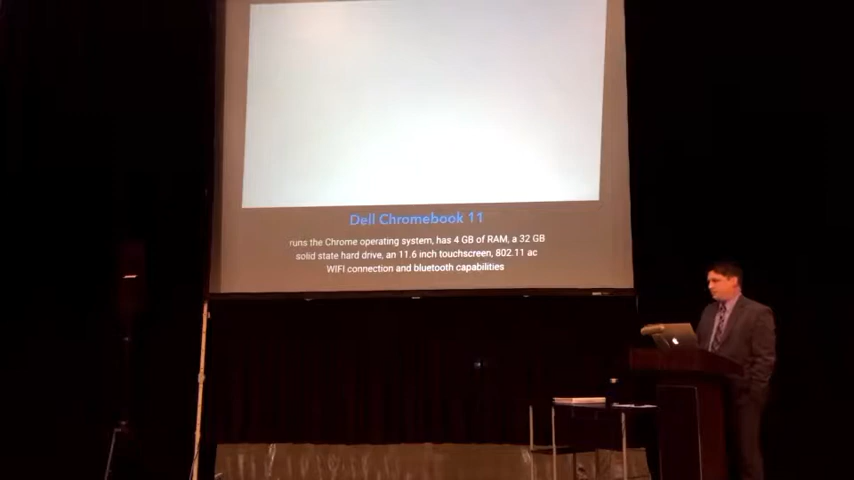 Dell Chromebook 11
runs the Chrome operating system, has 4 GB of RAM, a 32 GB
solid state hard drive, an 11.6 inch touchscreen, 802.11 ac
WIFI connection and bluetooth capabilities